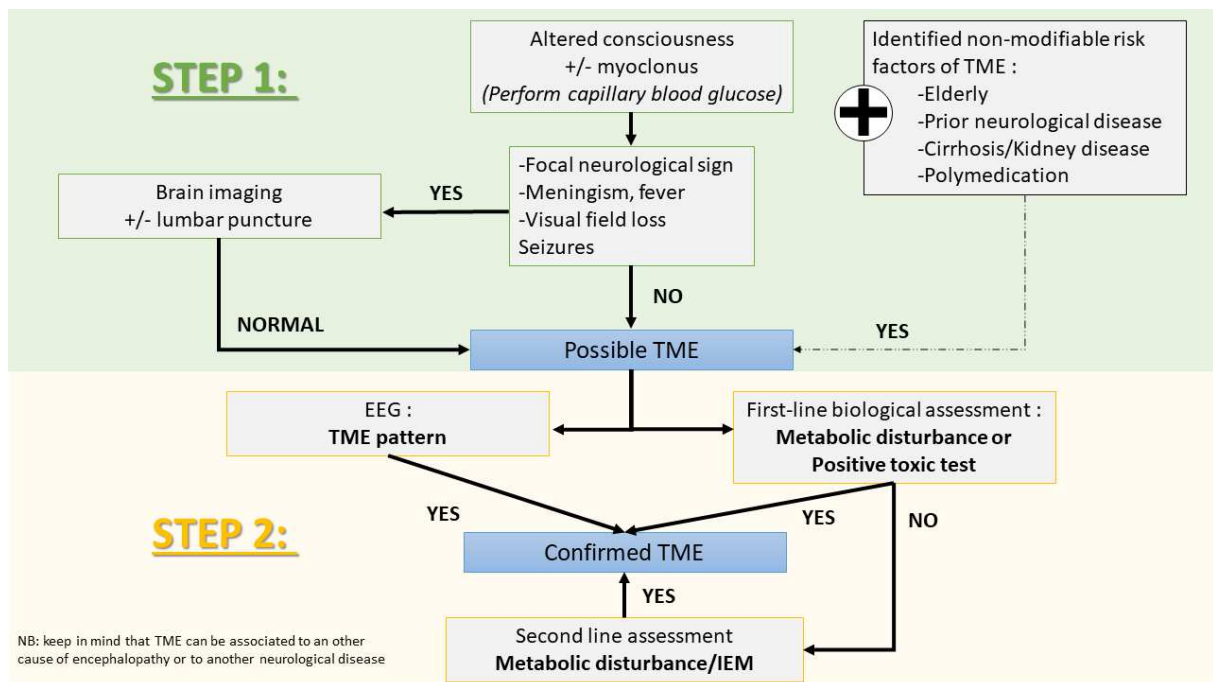 STEP 1:
Altered consciousness
+/- myoclonus
(Perform capillary blood glucose)
Identified non-modifiable risk
factors of TME :
-Elderly
-Prior neurological disease
-Cirrhosis/Kidney disease
-Polymedication
-Focal neurological sign
-Meningism, fever
-Visual field loss
Seizures
YES
Brain imaging
+/- lumbar puncture
NO
NORMAL
YES
Possible TME
EEG :
TME pattern
First-line biological assessment :
Metabolic disturbance or
Positive toxic test
STEP 2:
YES
YES
NO
Confirmed TME
YES
Second line assessment
Metabolic disturbance/IEM
NB: keep in mind that TME can be associated to an other
cause of encephalopathy or to another neurological disease